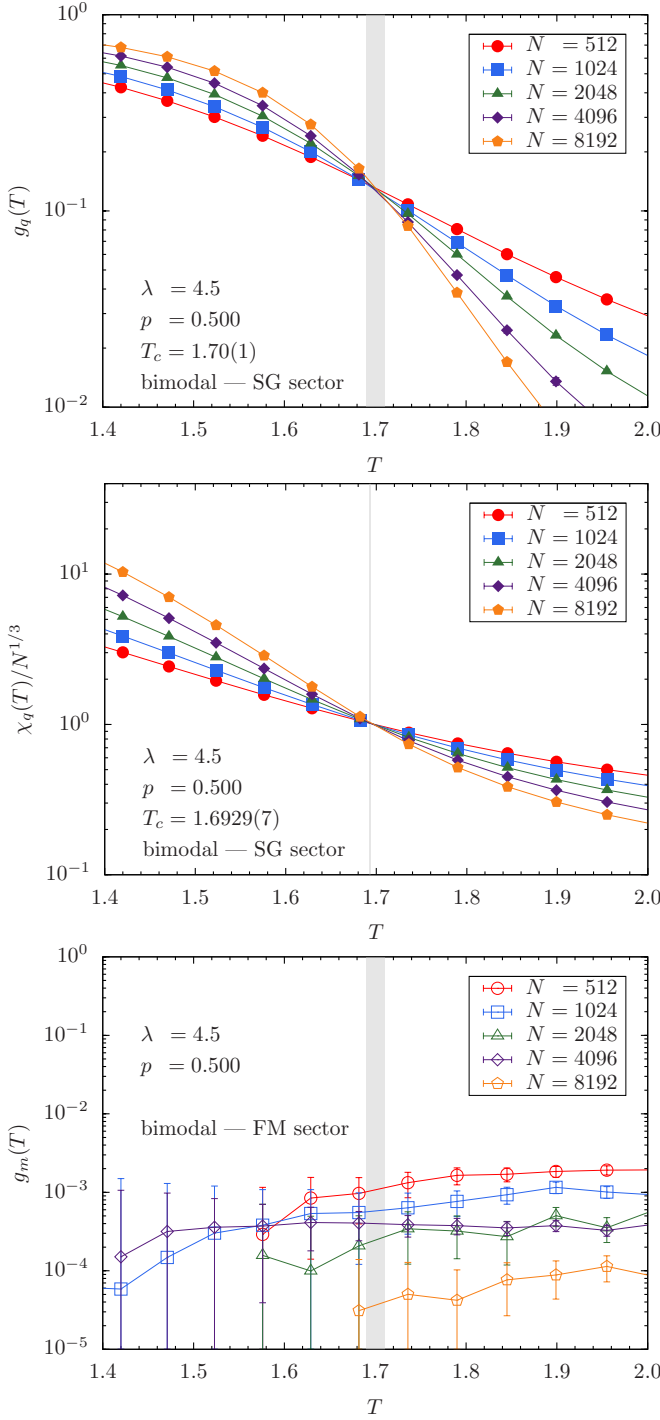 10^0
10^{-1}
10^{-2}
g_q(T)
N = 512
N = 1024
N = 2048
N = 4096
N = 8192
λ = 4.5
p = 0.500
T_c = 1.70(1)
bimodal — SG sector
1.4 1.5 1.6 1.7 1.8 1.9 2.0
T
10^1
10^0
10^{-1}
χ_q(T)/N^{1/3}
N = 512
N = 1024
N = 2048
N = 4096
N = 8192
λ = 4.5
p = 0.500
T_c = 1.6929(7)
bimodal — SG sector
1.4 1.5 1.6 1.7 1.8 1.9 2.0
T
10^0
10^{-1}
10^{-2}
10^{-3}
10^{-4}
10^{-5}
g_m(T)
N = 512
N = 1024
N = 2048
N = 4096
N = 8192
λ = 4.5
p = 0.500
bimodal — FM sector
1.4 1.5 1.6 1.7 1.8 1.9 2.0
T